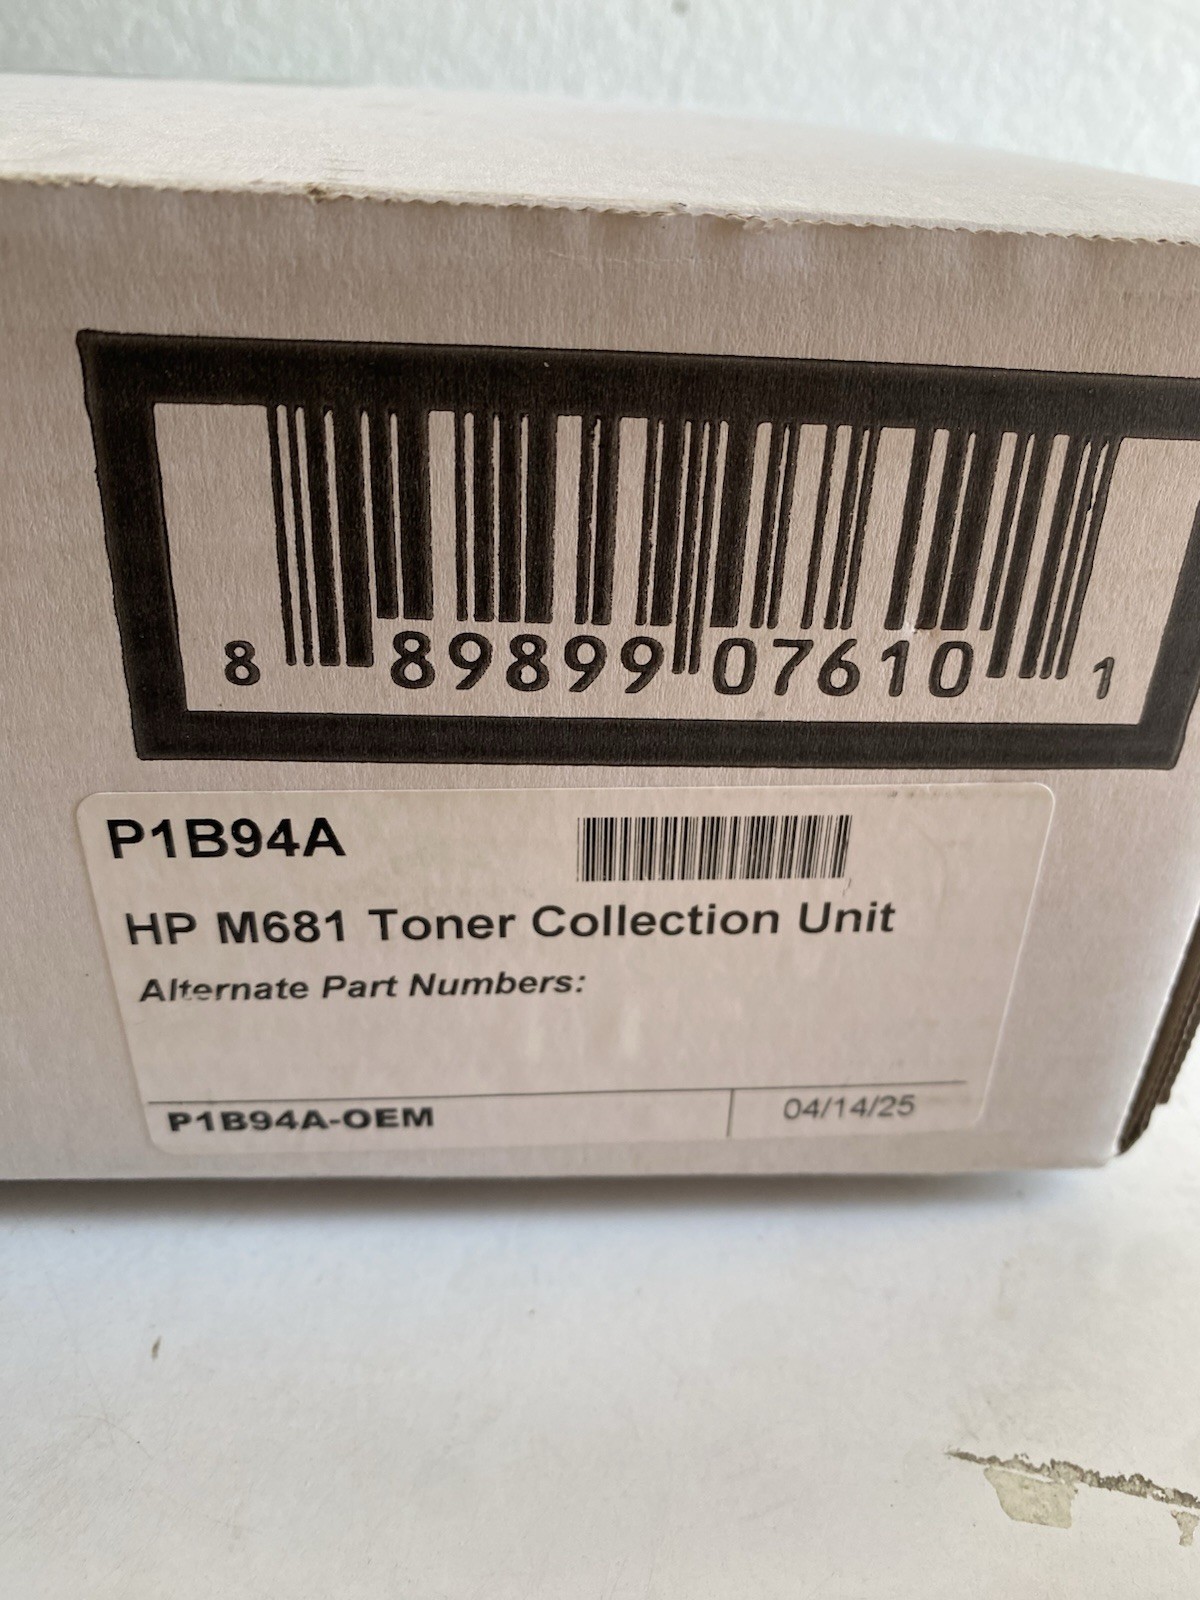 8 89899 07610 1
P1B94A
HP M681 Toner Collection Unit
Alternate Part Numbers:
P1B94A-OEM
04/14/25